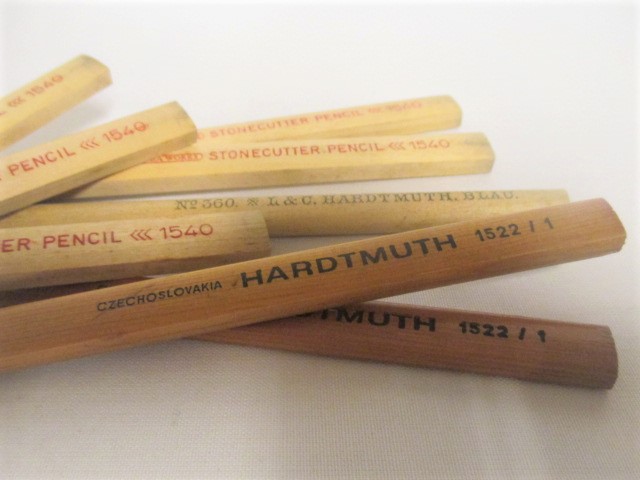 1540
PENCIL <<< 1540
STONECUTTER PENCIL <<< 1540
STONECUTTER PENCIL <<< 1540
No 360. L & C. HARDTMUTH. BLAU.
ER PENCIL <<< 1540
CZECHOSLOVAKIA HARDTMUTH 1522 / 1
TMUTH 1522 / 1